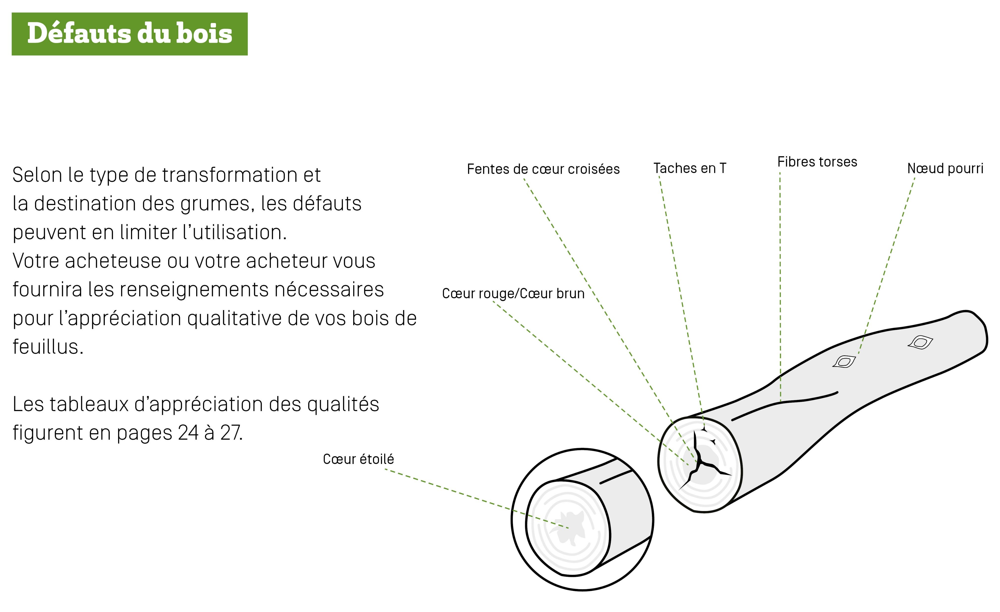 Défauts du bois
Selon le type de transformation et
la destination des grumes, les défauts
peuvent en limiter l’utilisation.
Votre acheteuse ou votre acheteur vous
fournira les renseignements nécessaires
pour l’appréciation qualitative de vos bois de
feuillus.
Les tableaux d’appréciation des qualités
figurent en pages 24 à 27.
Fentes de cœur croisées
Taches en T
Fibres torses
Nœud pourri
Cœur rouge/Cœur brun
Cœur étoilé